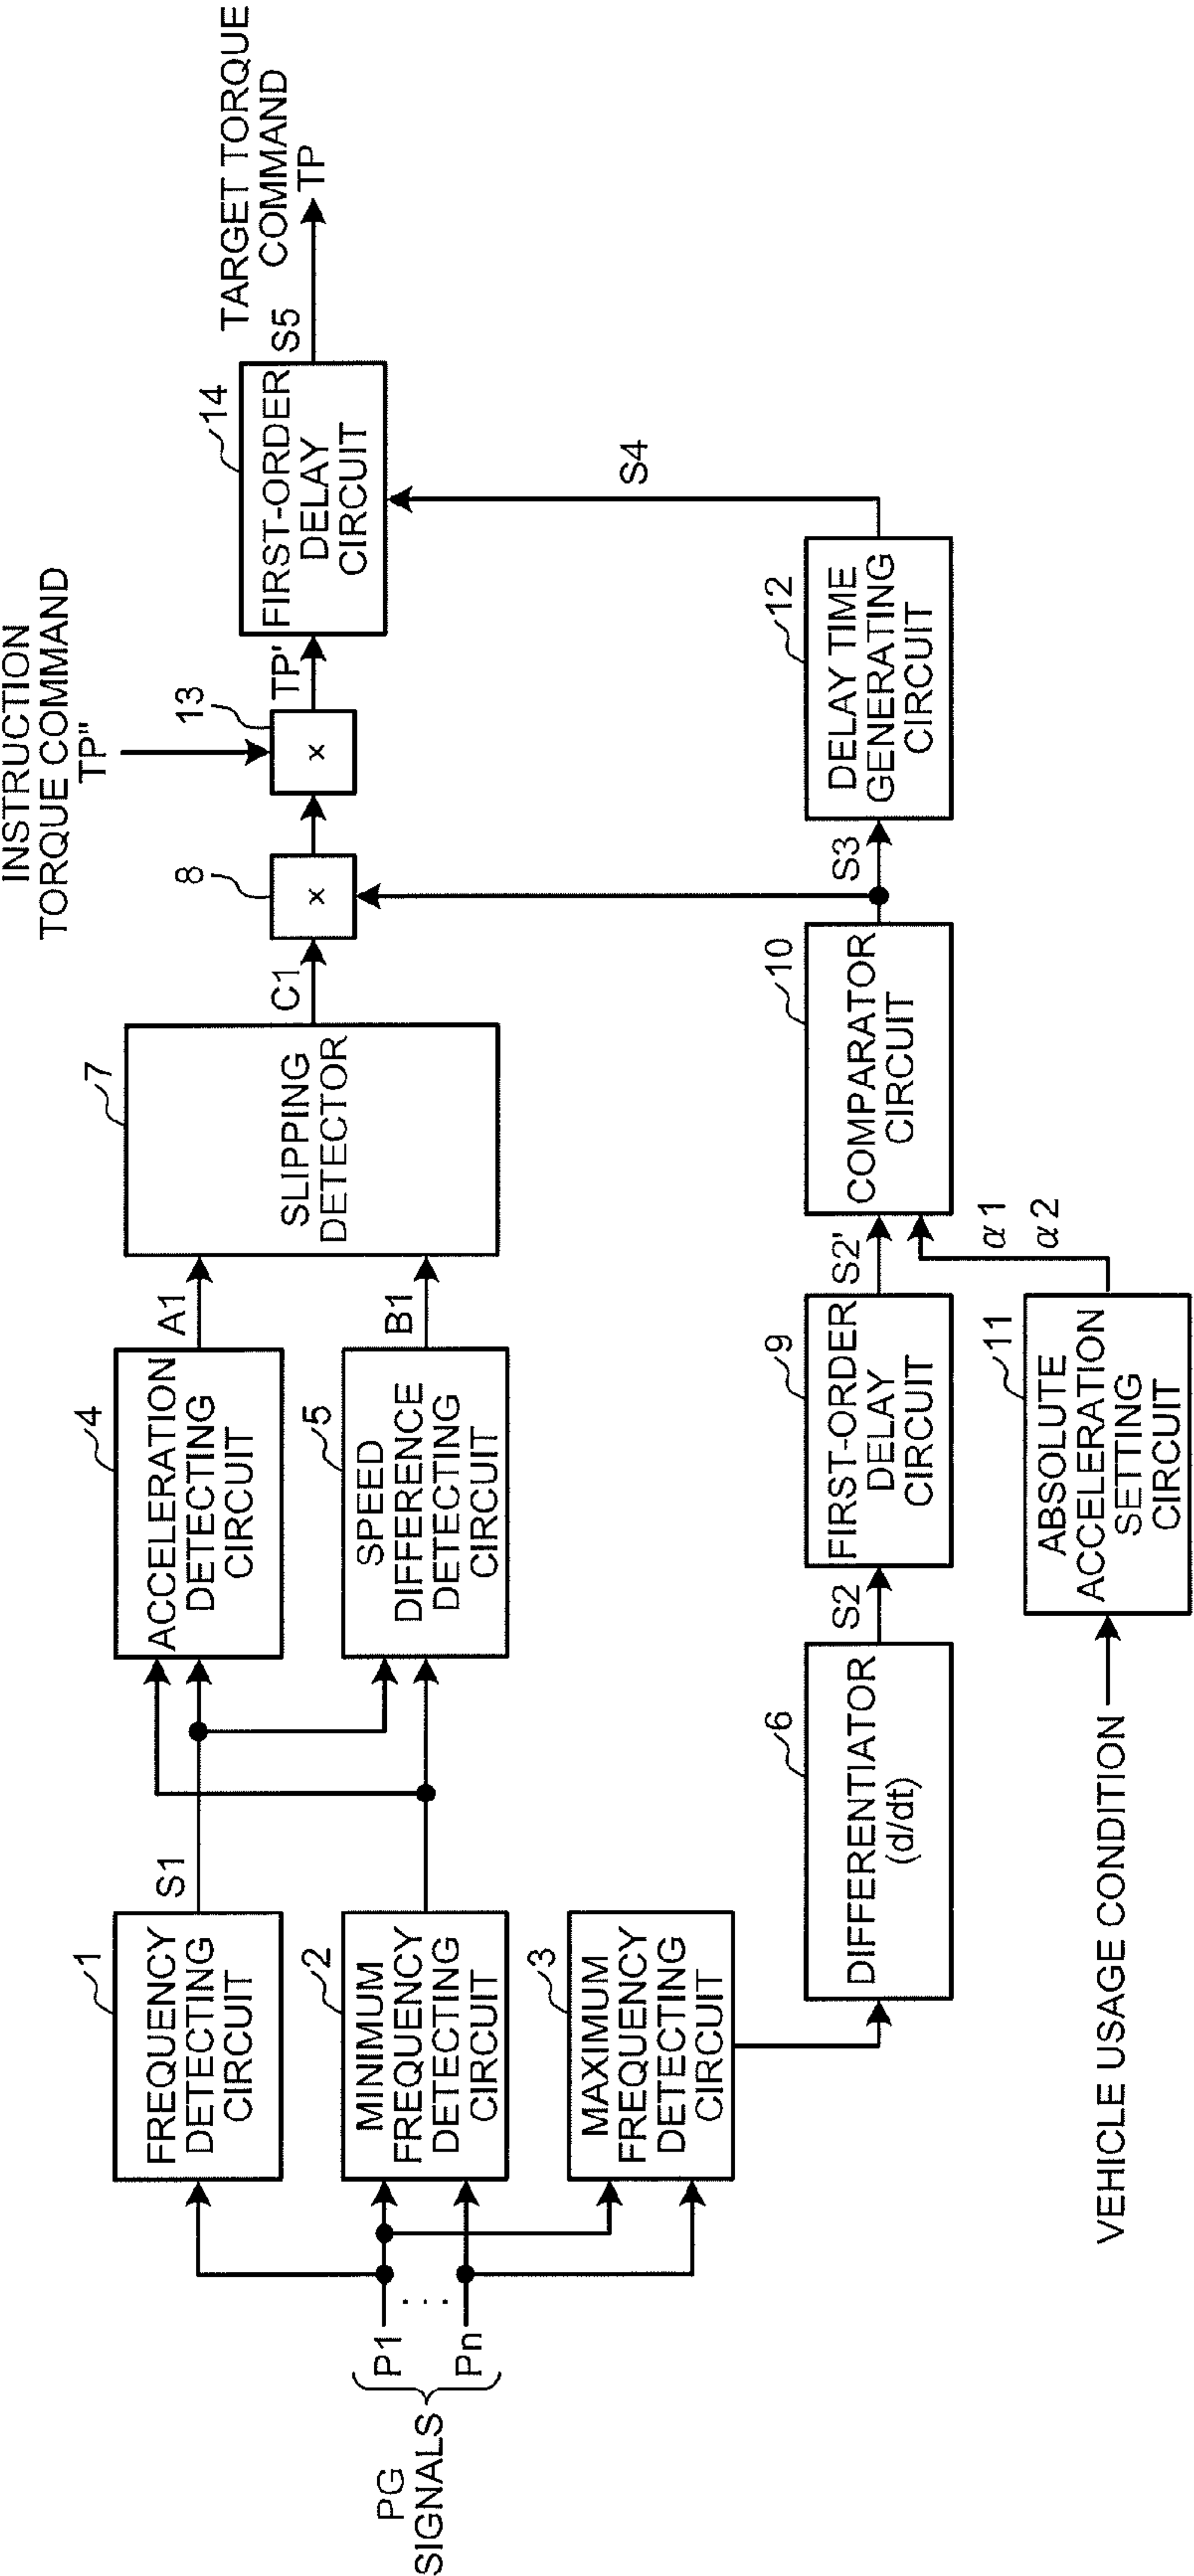 PG
SIGNALS
P1
. . .
Pn
1
FREQUENCY
DETECTING
CIRCUIT
S1
2
MINIMUM
FREQUENCY
DETECTING
CIRCUIT
3
MAXIMUM
FREQUENCY
DETECTING
CIRCUIT
4
ACCELERATION
DETECTING
CIRCUIT
A1
5
SPEED
DIFFERENCE
DETECTING
CIRCUIT
B1
7
SLIPPING
DETECTOR
C1
8
×
INSTRUCTION
TORQUE COMMAND
TP"
13
×
TP'
14
FIRST-ORDER
DELAY
CIRCUIT
S5
TARGET TORQUE
COMMAND
TP
6
DIFFERENTIATOR
(d/dt)
S2
9
FIRST-ORDER
DELAY
CIRCUIT
S2'
10
COMPARATOR
CIRCUIT
S3
12
DELAY TIME
GENERATING
CIRCUIT
S4
VEHICLE USAGE CONDITION
11
ABSOLUTE
ACCELERATION
SETTING
CIRCUIT
α1
α2